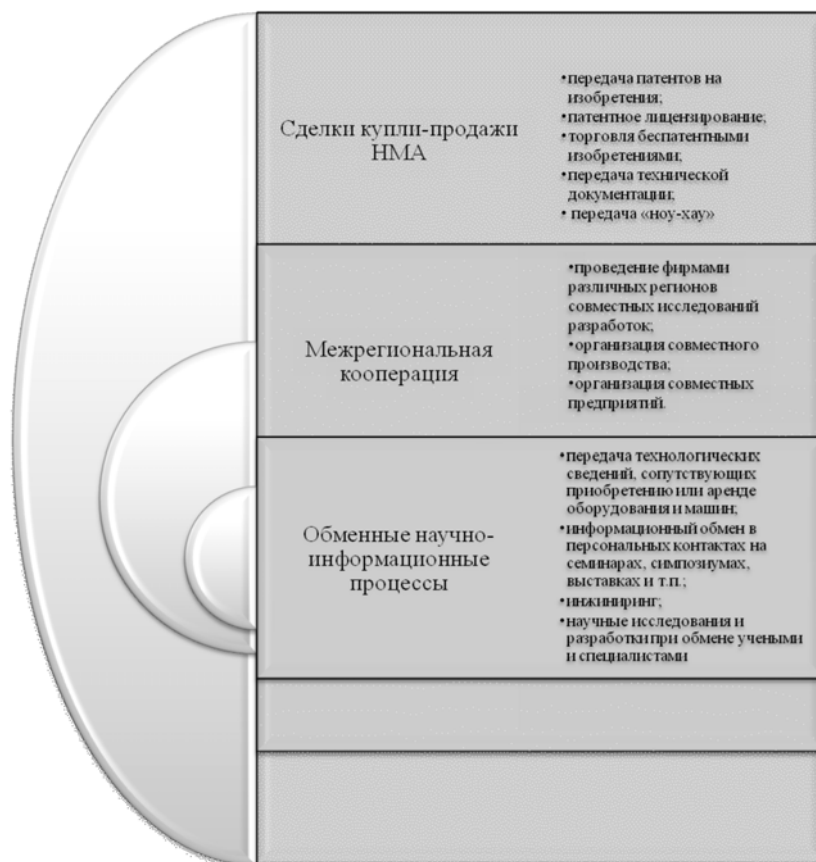 Сделки купли-продажи
НМА
•передача патентов на
изобретения;
•патентное лицензирование;
•торговля беспатентными
изобретениями;
•передача технической
документации;
• передача «ноу-хау»
Межрегиональная
кооперация
•проведение фирмами
различных регионов
совместных исследований
разработок;
•организация совместного
производства;
•организация совместных
предприятий.
Обменные научно-
информационные
процессы
•передача технологических
сведений, сопутствующих
приобретению или аренде
оборудования и машин;
•информационный обмен в
персональных контактах на
семинарах, симпозиумах,
выставках и т.п.;
•инжиниринг;
•научные исследования и
разработки при обмене учеными
и специалистами